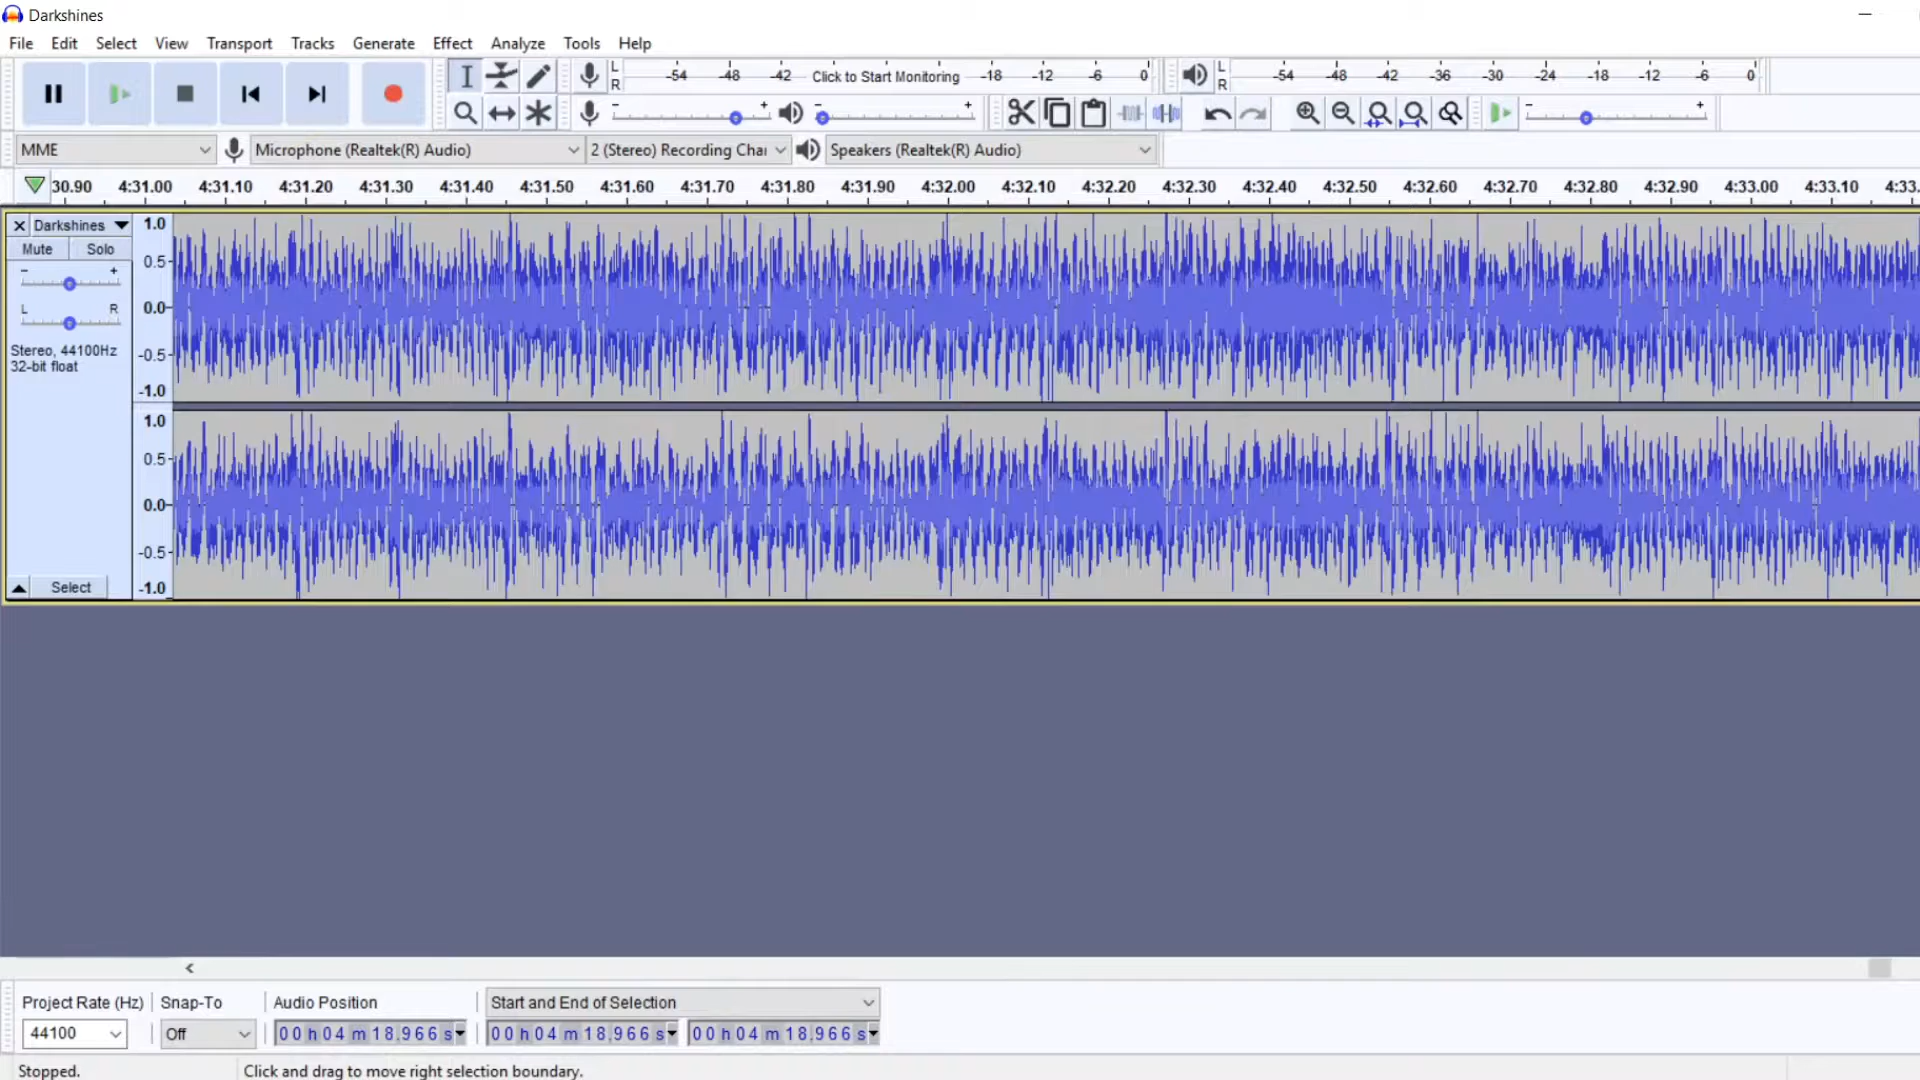 Darkshines
File Edit Select View Transport Tracks Generate Effect Analyze Tools Help
L R -54 -48 -42 Click to Start Monitoring -18 -12 -6 0 L R -54 -48 -42 -36 -30 -24 -18 -12 -6 0
- + - + - +
MME Microphone (Realtek(R) Audio) 2 (Stereo) Recording Chai Speakers (Realtek(R) Audio)
30.90 4:31.00 4:31.10 4:31.20 4:31.30 4:31.40 4:31.50 4:31.60 4:31.70 4:31.80 4:31.90 4:32.00 4:32.10 4:32.20 4:32.30 4:32.40 4:32.50 4:32.60 4:32.70 4:32.80 4:32.90 4:33.00 4:33.10 4:33.
Darkshines 1.0
Mute Solo
- + 0.5
L R 0.0
Stereo, 44100Hz -0.5
32-bit float
-1.0
1.0
0.5
0.0
-0.5
Select -1.0
Project Rate (Hz) Snap-To Audio Position Start and End of Selection
44100 Off 00 h 04 m 18.966 s 00 h 04 m 18.966 s 00 h 04 m 18.966 s
Stopped. Click and drag to move right selection boundary.